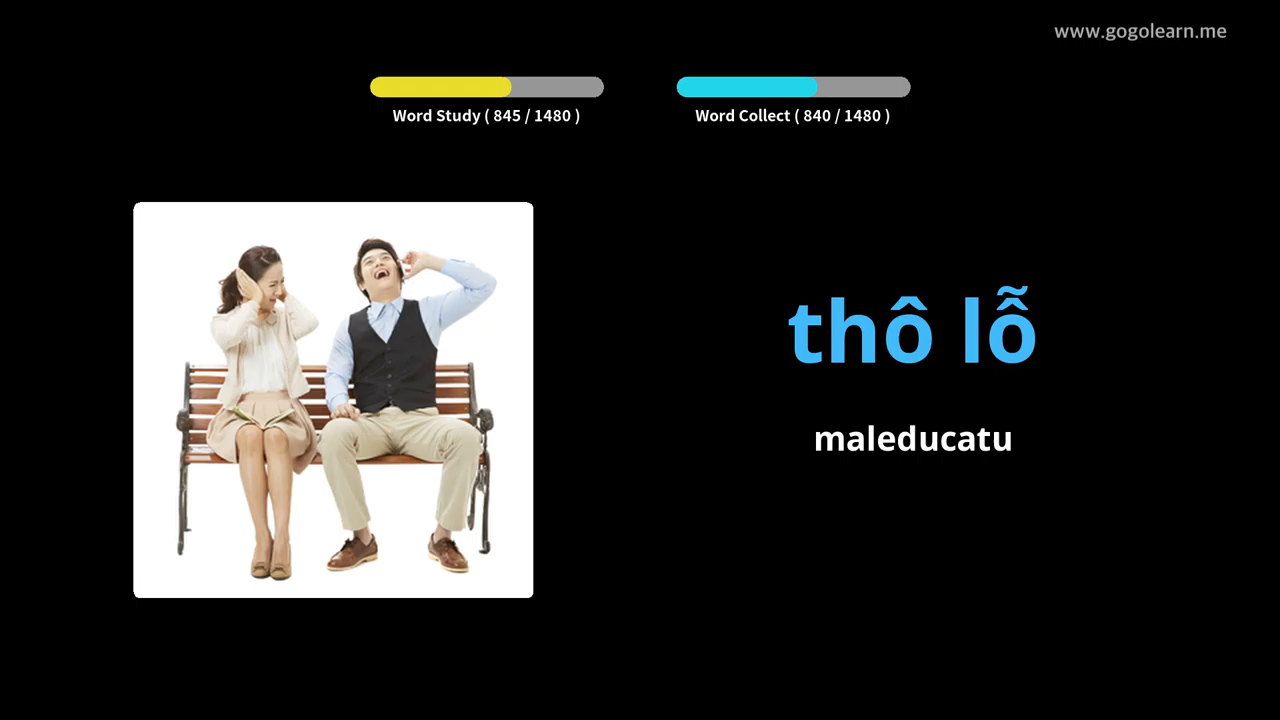 www.gogolearn.me
Word Study ( 845 / 1480 )
Word Collect ( 840 / 1480 )
thô lỗ
maleducatu